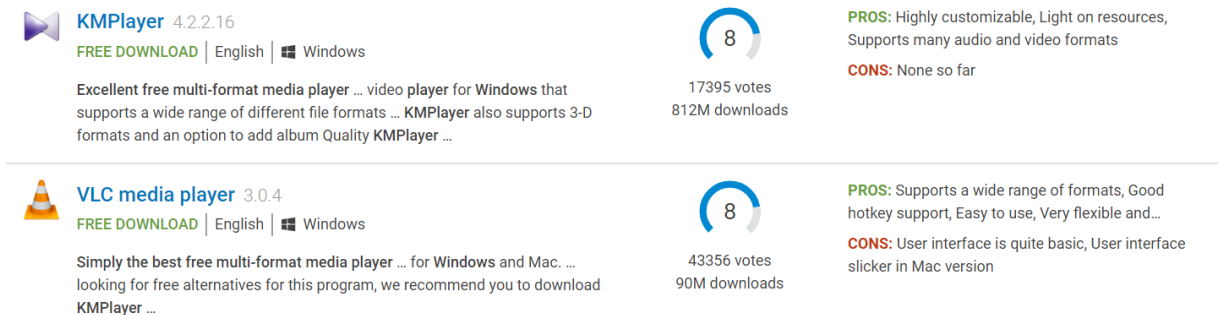 KMPlayer 4.2.2.16
FREE DOWNLOAD English Windows
Excellent free multi-format media player ... video player for Windows that
supports a wide range of different file formats ... KMPlayer also supports 3-D
formats and an option to add album Quality KMPlayer ...
8
17395 votes
812M downloads
PROS: Highly customizable, Light on resources,
Supports many audio and video formats
CONS: None so far
VLC media player 3.0.4
FREE DOWNLOAD English Windows
Simply the best free multi-format media player ... for Windows and Mac. ...
looking for free alternatives for this program, we recommend you to download
KMPlayer ...
8
43356 votes
90M downloads
PROS: Supports a wide range of formats, Good
hotkey support, Easy to use, Very flexible and...
CONS: User interface is quite basic, User interface
slicker in Mac version